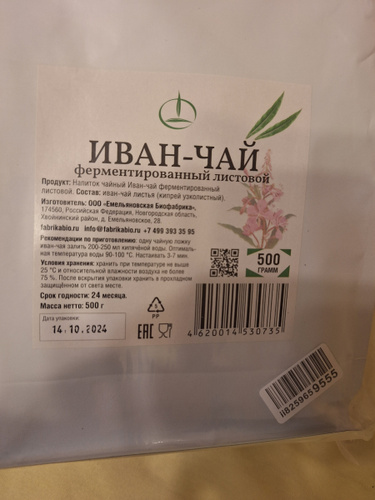 ИВАН-ЧАЙ
ферментированный листовой
Продукт: Напиток чайный Иван-чай ферментированный
листовой. Состав: иван-чай листья (кипрей узколистный).
Изготовитель: ООО «Емельяновская Биофабрика»,
174560, Российская Федерация, Новгородская область,
Хвойнинский район, д. Емельяновское, 28.
fabrikabio.ru info@fabrikabio.ru +7 499 393 35 95
Рекомендации по приготовлению: одну чайную ложку
иван-чая залить 200-250 мл кипячёной воды. Оптималь-
ная температура воды 90-100 °C. Настаивать 3-7 мин.
Условия хранения: хранить при температуре не выше
25 °C и относительной влажности воздуха не более
75 %. После вскрытия упаковки хранить в прохладном
защищённом от света месте.
Срок годности: 24 месяца.
Масса нетто: 500 г
500
ГРАММ
Дата упаковки:
14.10.2024
EAC
5
PP
4620014530735
ii8259659555